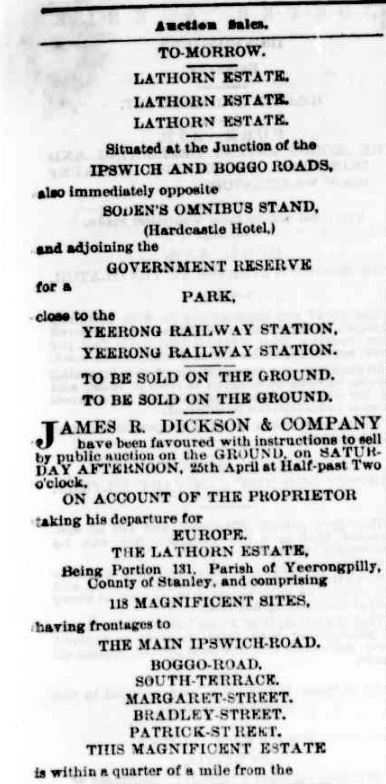 Auction Sales.
TO-MORROW.
LATHORN ESTATE.
LATHORN ESTATE.
LATHORN ESTATE.
Situated at the Junction of the
IPSWICH AND BOGGO ROADS,
also immediately opposite
SODEN'S OMNIBUS STAND,
(Hardcastle Hotel,)
and adjoining the
GOVERNMENT RESERVE
for a
PARK,
close to the
YEERONG RAILWAY STATION,
YEERONG RAILWAY STATION.
TO BE SOLD ON THE GROUND.
TO BE SOLD ON THE GROUND.
JAMES R. DICKSON & COMPANY
have been favoured with instructions to sell
by public auction on the GROUND, on SATUR-
DAY AFTERNOON, 25th April at Half-past Two
o'clock,
ON ACCOUNT OF THE PROPRIETOR
taking his departure for
EUROPE.
THE LATHORN ESTATE,
Being Portion 131, Parish of Yeerongpilly,
County of Stanley, and comprising
118 MAGNIFICENT SITES,
having frontages to
THE MAIN IPSWICH-ROAD.
BOGGO-ROAD.
SOUTH-TERRACE.
MARGARET-STREET.
BRADLEY-STREET.
PATRICK-STREET.
THIS MAGNIFICENT ESTATE
is within a quarter of a mile from the